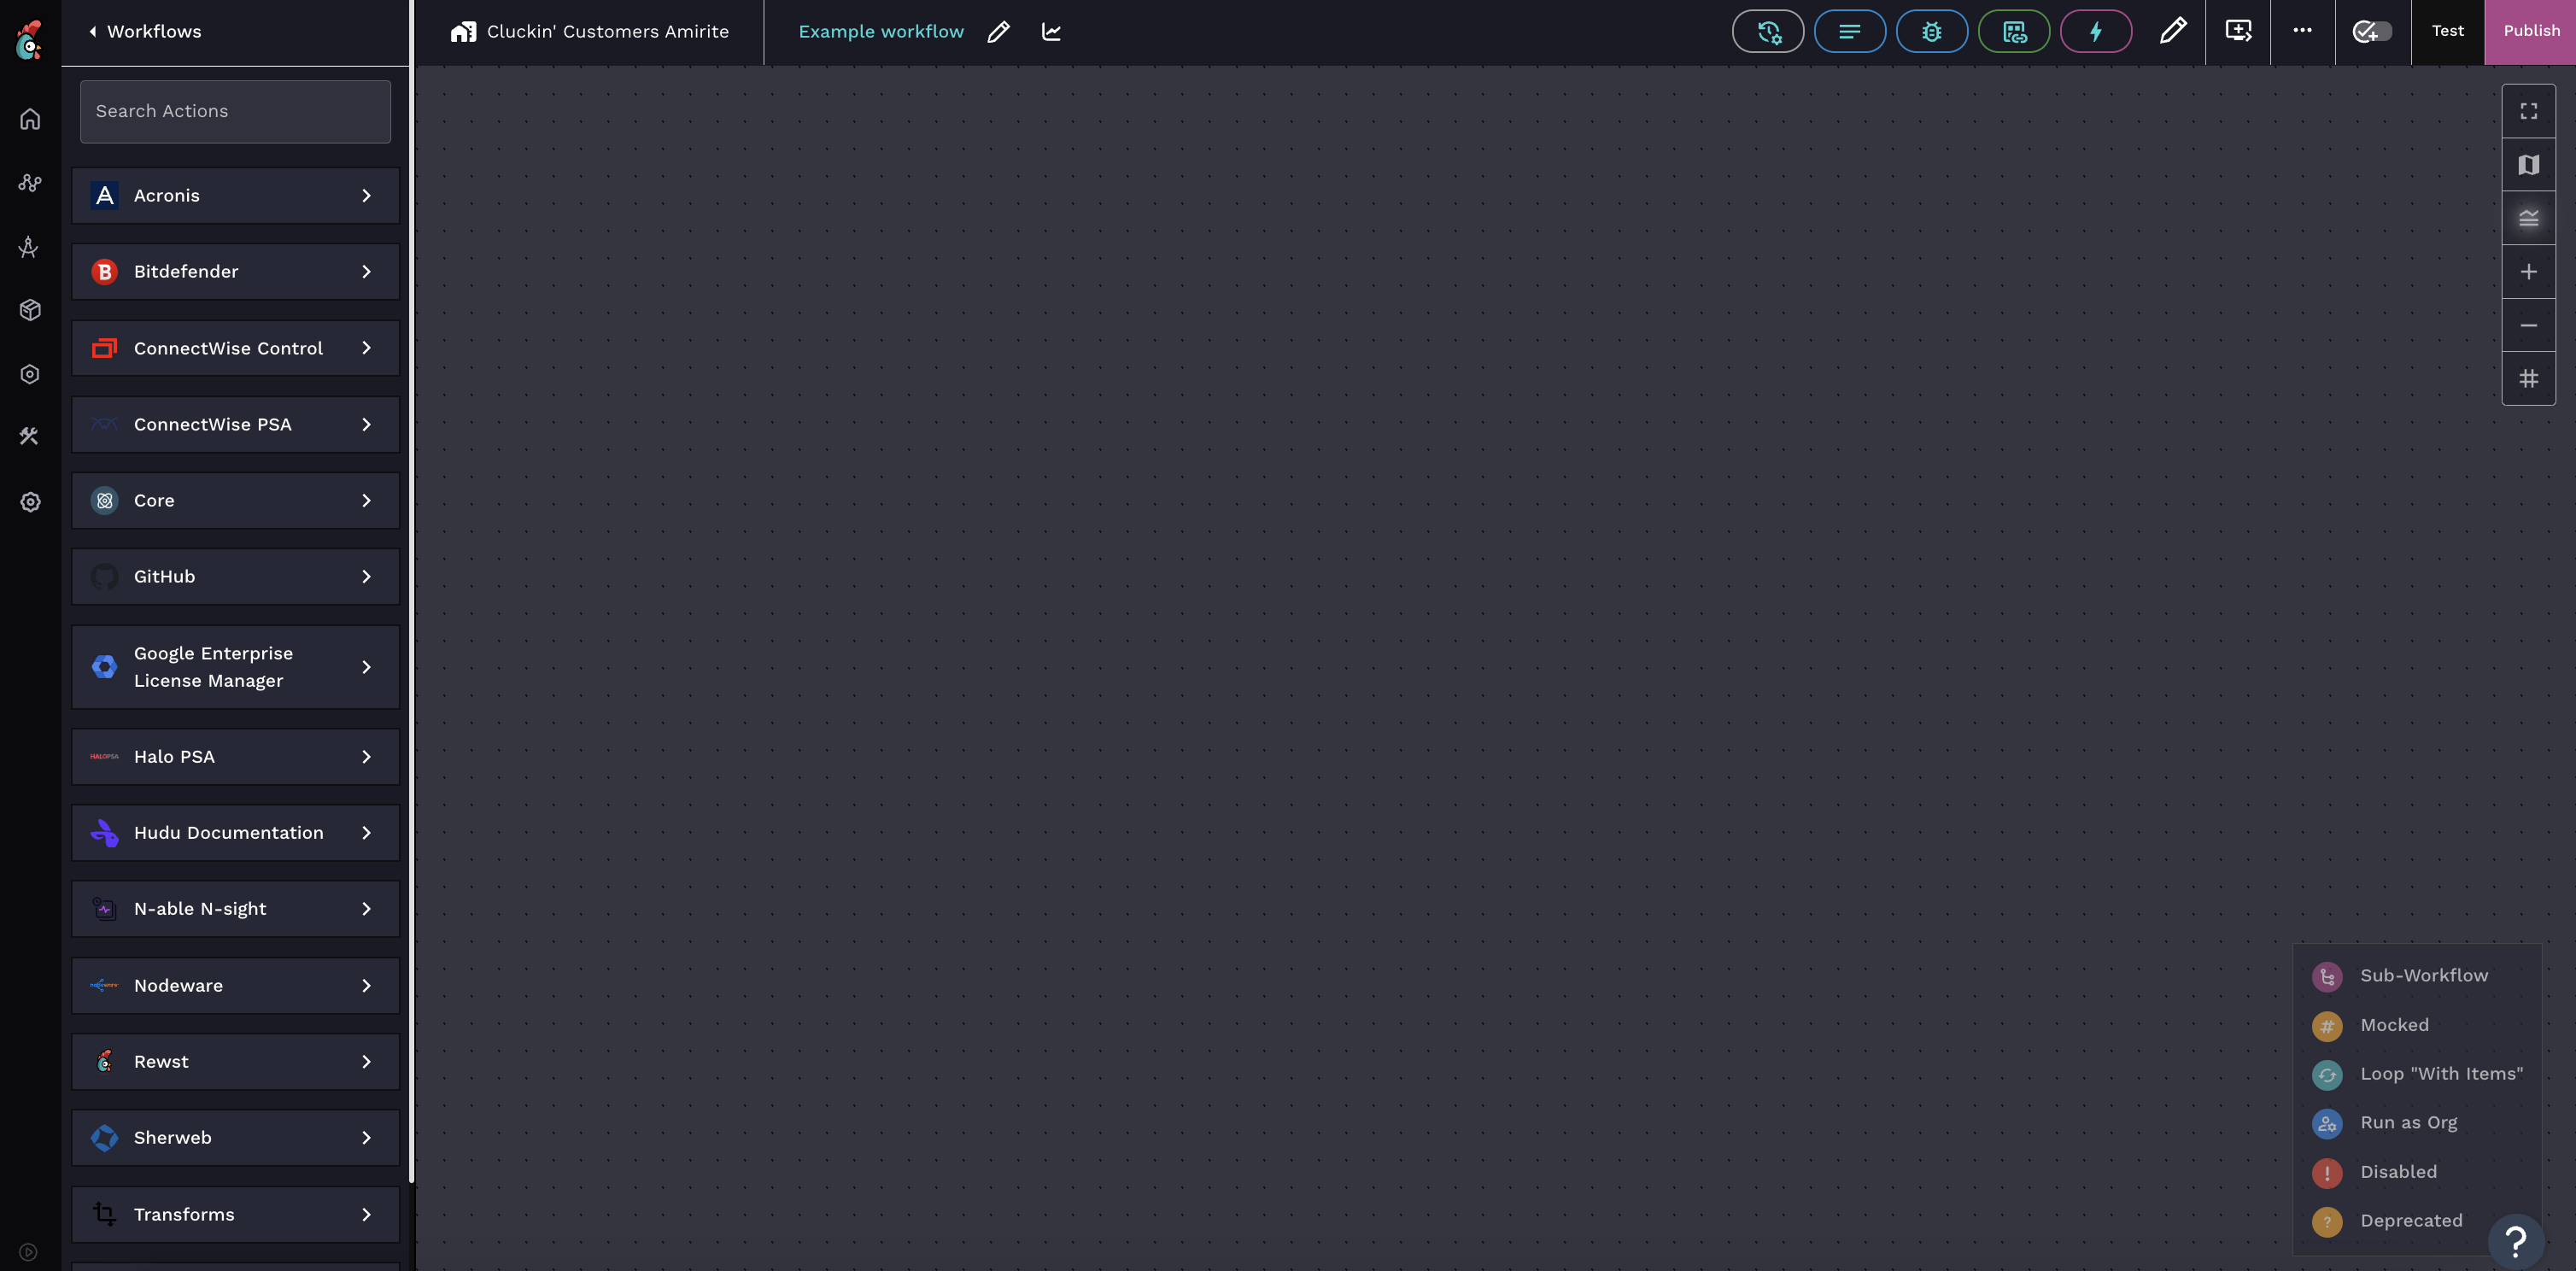 Workflows
Cluckin' Customers Amirite
Example workflow
Test
Publish
Search Actions
Acronis
Bitdefender
ConnectWise Control
ConnectWise PSA
Core
GitHub
Google Enterprise
License Manager
HALOPSA
Halo PSA
Hudu Documentation
N-able N-sight
Nodeware
Rewst
Sherweb
Transforms
Sub-Workflow
Mocked
Loop "With Items"
Run as Org
Disabled
Deprecated